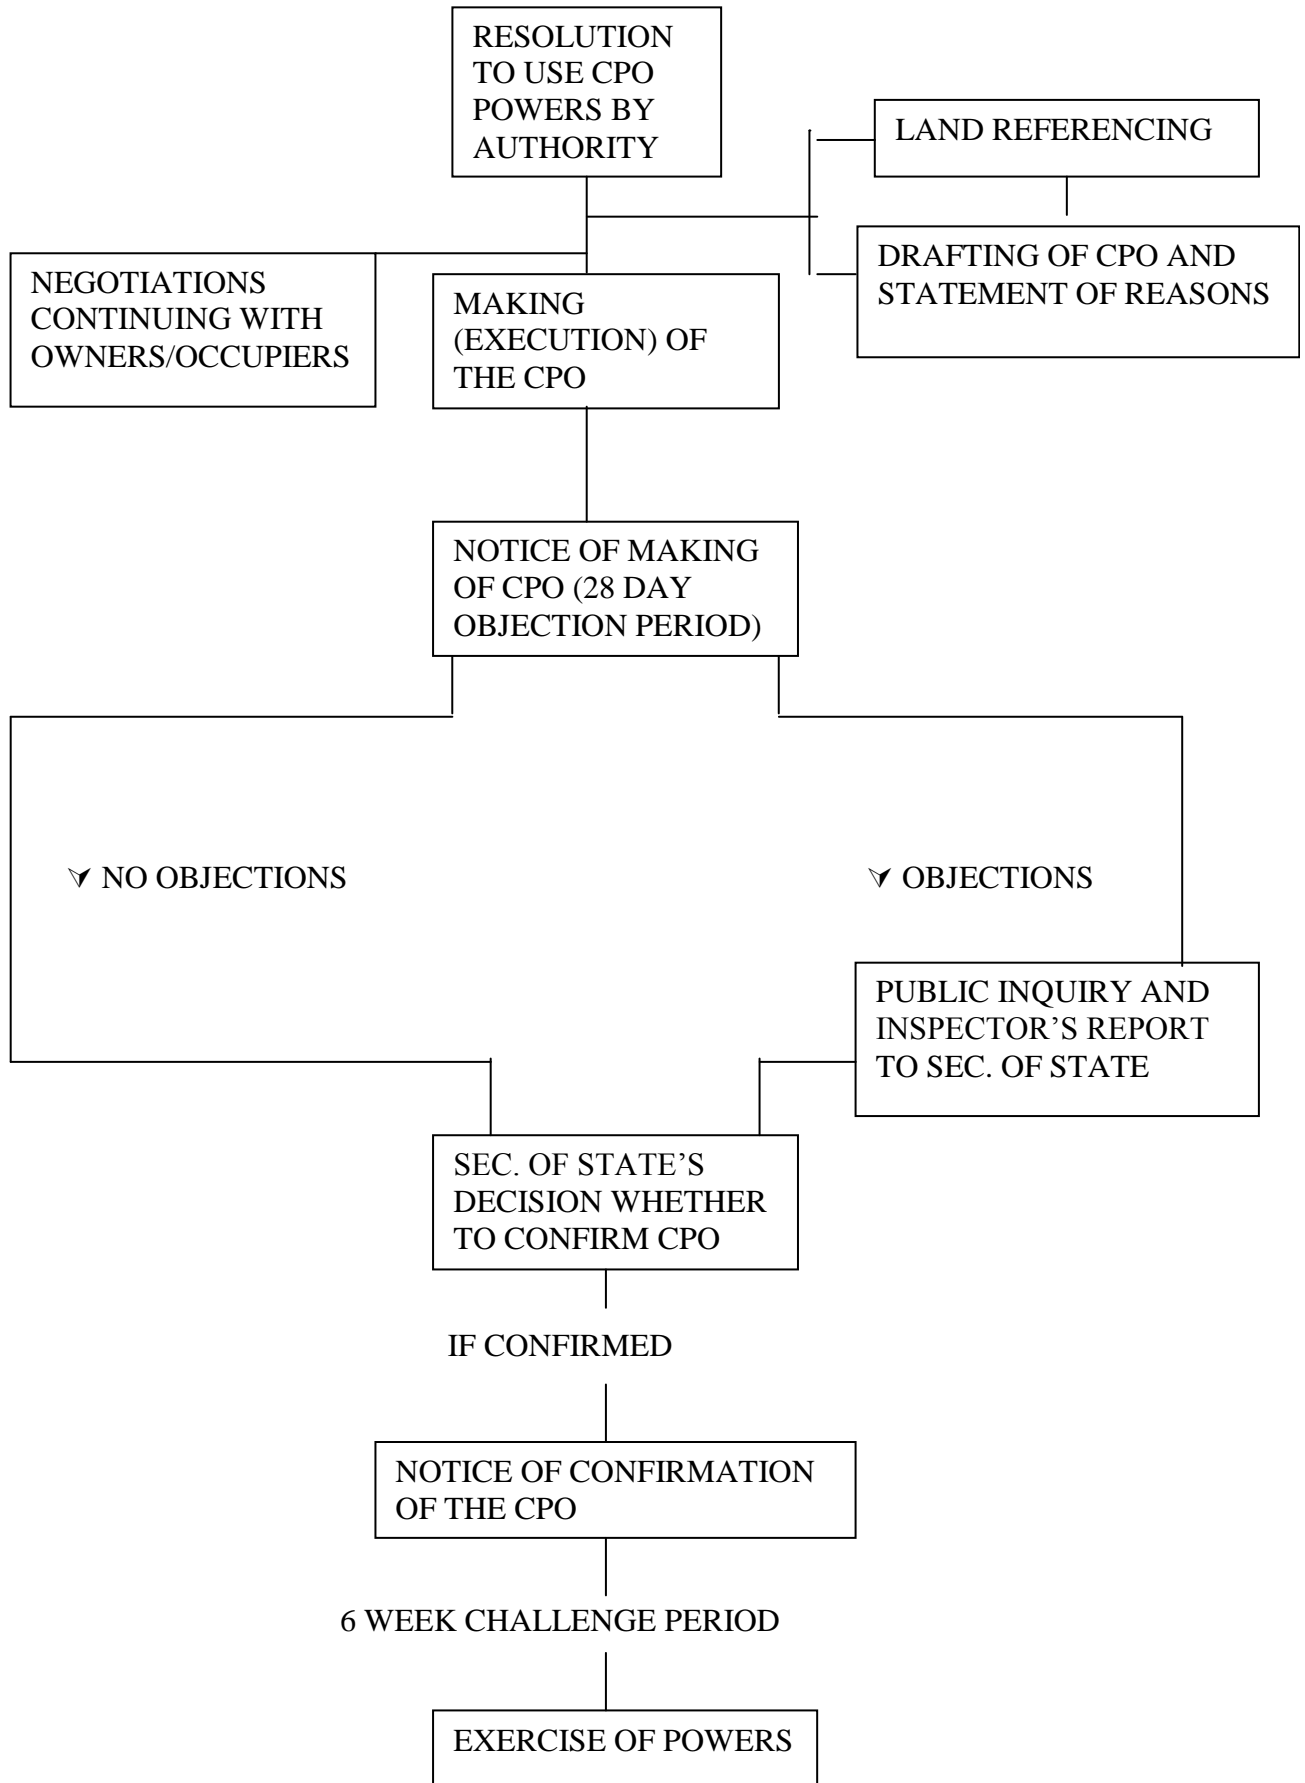 RESOLUTION
TO USE CPO
POWERS BY
AUTHORITY
LAND REFERENCING
DRAFTING OF CPO AND
STATEMENT OF REASONS
NEGOTIATIONS
CONTINUING WITH
OWNERS/OCCUPIERS
MAKING
(EXECUTION) OF
THE CPO
NOTICE OF MAKING
OF CPO (28 DAY
OBJECTION PERIOD)
NO OBJECTIONS
OBJECTIONS
PUBLIC INQUIRY AND
INSPECTOR’S REPORT
TO SEC. OF STATE
SEC. OF STATE’S
DECISION WHETHER
TO CONFIRM CPO
IF CONFIRMED
NOTICE OF CONFIRMATION
OF THE CPO
6 WEEK CHALLENGE PERIOD
EXERCISE OF POWERS